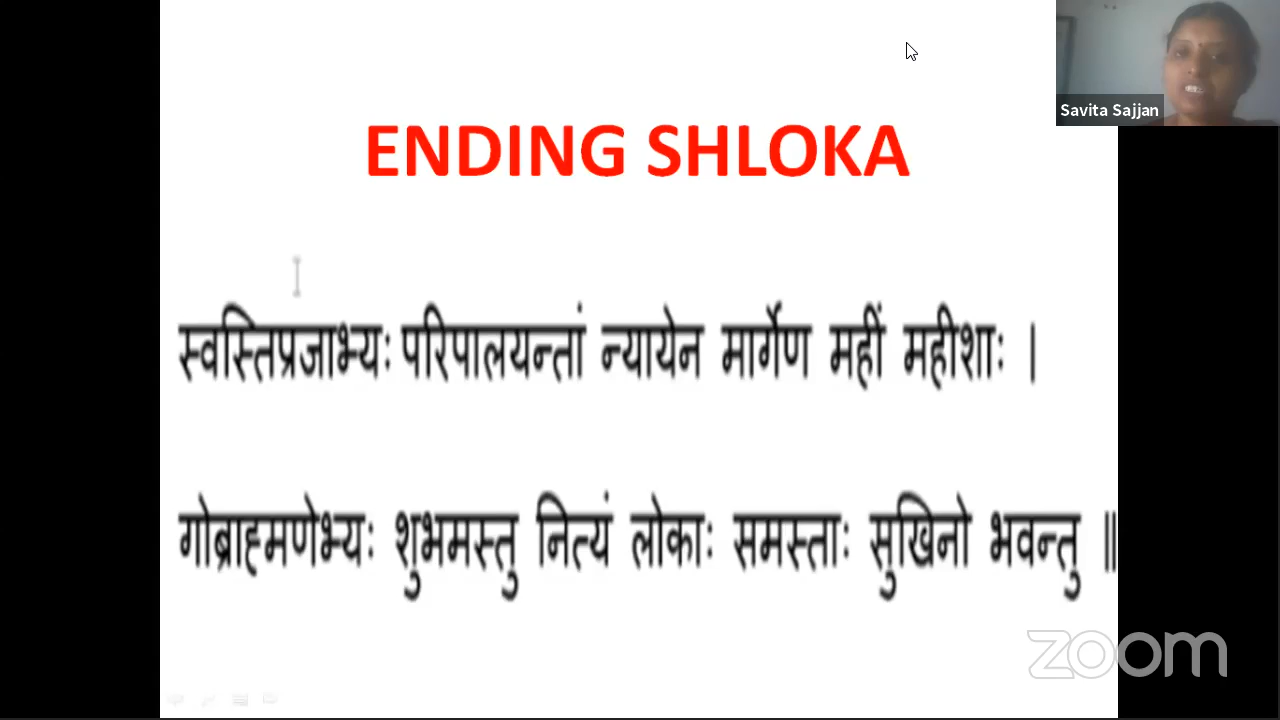 Savita Sajjan
ENDING SHLOKA
स्वस्तिप्रजाभ्यः परिपालयन्तां न्यायेन मार्गेण महीं महीशाः ।
गोब्राह्मणेभ्यः शुभमस्तु नित्यं लोकाः समस्ताः सुखिनो भवन्तु ॥
zoom